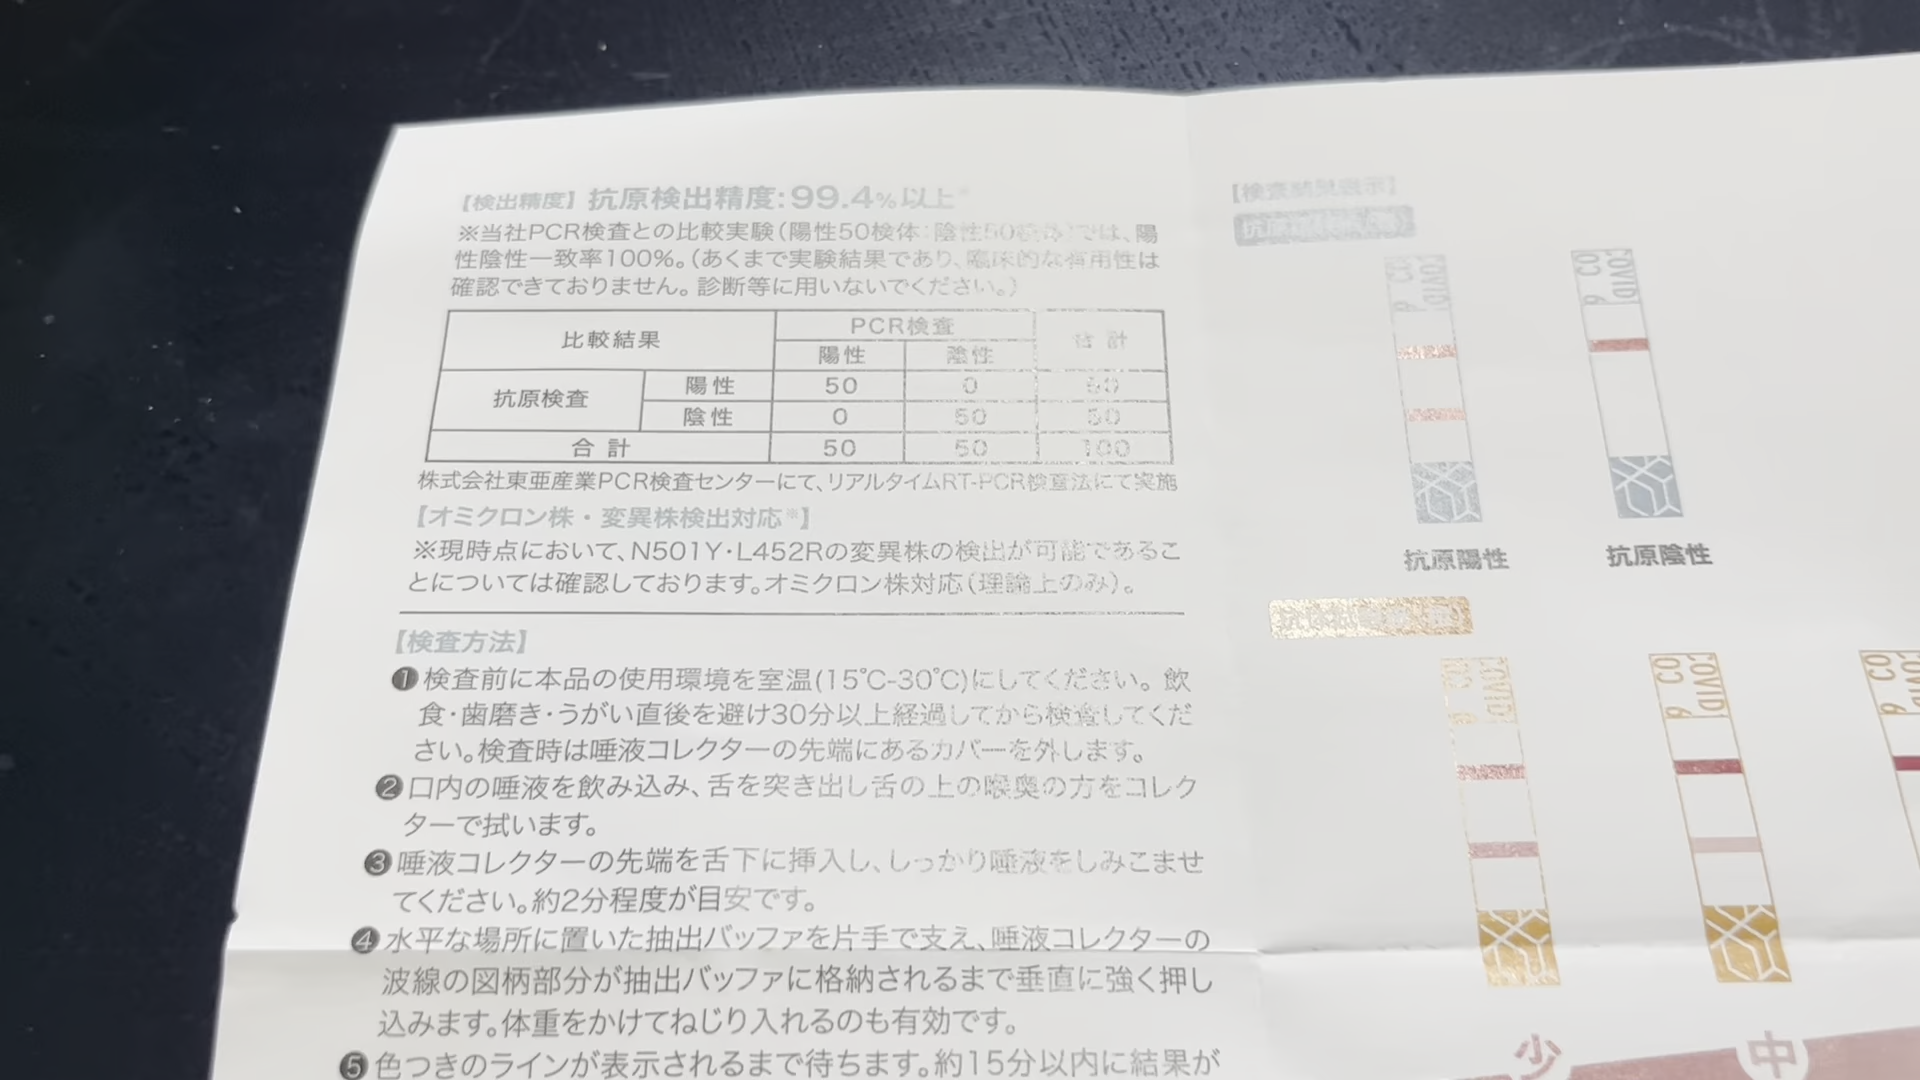 【検出精度】抗原検出精度:99.4%以上※
※当社PCR検査との比較実験(陽性50検体:陰性50検体)では、陽
性陰性一致率100%。(あくまで実験結果であり、臨床的な有用性は
確認できておりません。診断等に用いないでください。)
比較結果 PCR検査 合計
陽性 陰性
抗原検査 陽性 50 0 50
陰性 0 50 50
合計 50 50 100
株式会社東亜産業PCR検査センターにて、リアルタイムRT-PCR検査法にて実施
【オミクロン株・変異株検出対応※】
※現時点において、N501Y・L452Rの変異株の検出が可能であるこ
とについては確認しております。オミクロン株対応(理論上のみ)。
【検査方法】
❶検査前に本品の使用環境を室温(15℃-30℃)にしてください。飲
食・歯磨き・うがい直後を避け30分以上経過してから検査してくだ
さい。検査時は唾液コレクターの先端にあるカバーを外します。
❷口内の唾液を飲み込み、舌を突き出し舌の上の喉奥の方をコレク
ターで拭います。
❸唾液コレクターの先端を舌下に挿入し、しっかり唾液をしみこませ
てください。約2分程度が目安です。
❹水平な場所に置いた抽出バッファを片手で支え、唾液コレクターの
波線の図柄部分が抽出バッファに格納されるまで垂直に強く押し
込みます。体重をかけてねじり入れるのも有効です。
❺色つきのラインが表示されるまで待ちます。約15分以内に結果が
【検査結果表示】
COVID CO 9
COVID CO 9
抗原陽性 抗原陰性
COVID CO 9
COVID CO 9
COVID CO 9
少 中